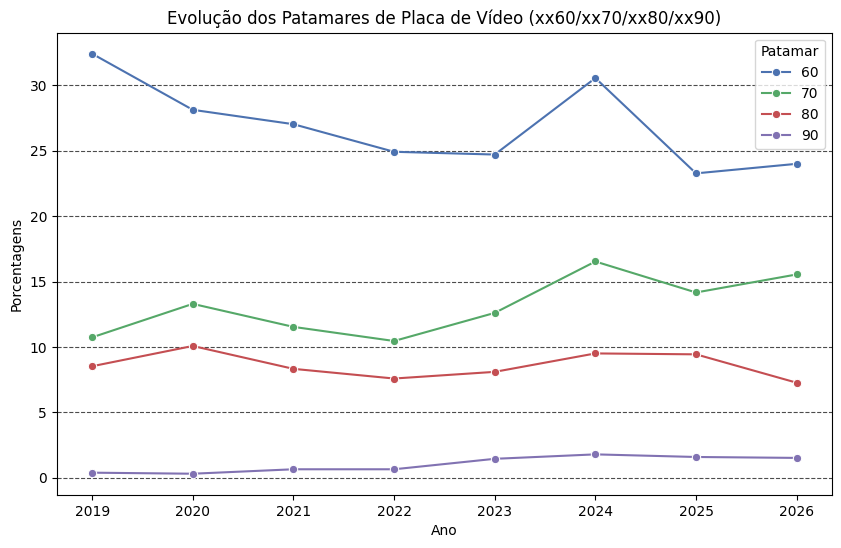 Evolução dos Patamares de Placa de Vídeo (xx60/xx70/xx80/xx90)
Patamar
60
70
80
90
Porcentagens
30
25
20
15
10
5
0
2019 2020 2021 2022 2023 2024 2025 2026
Ano